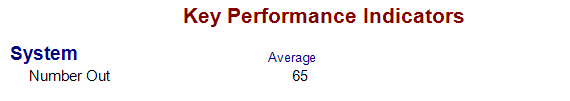 Key Performance Indicators
System Average
Number Out 65